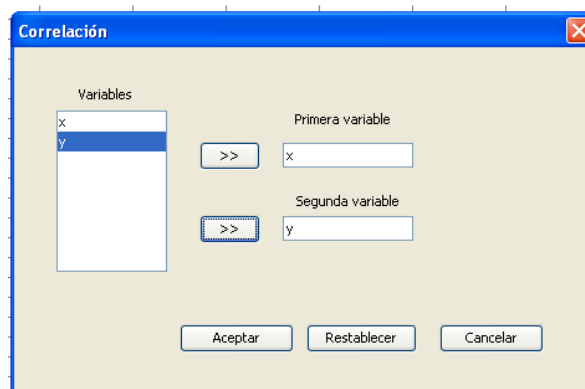 Correlación
Variables
x
y
Primera variable
>>
x
Segunda variable
>>
y
Aceptar
Restablecer
Cancelar